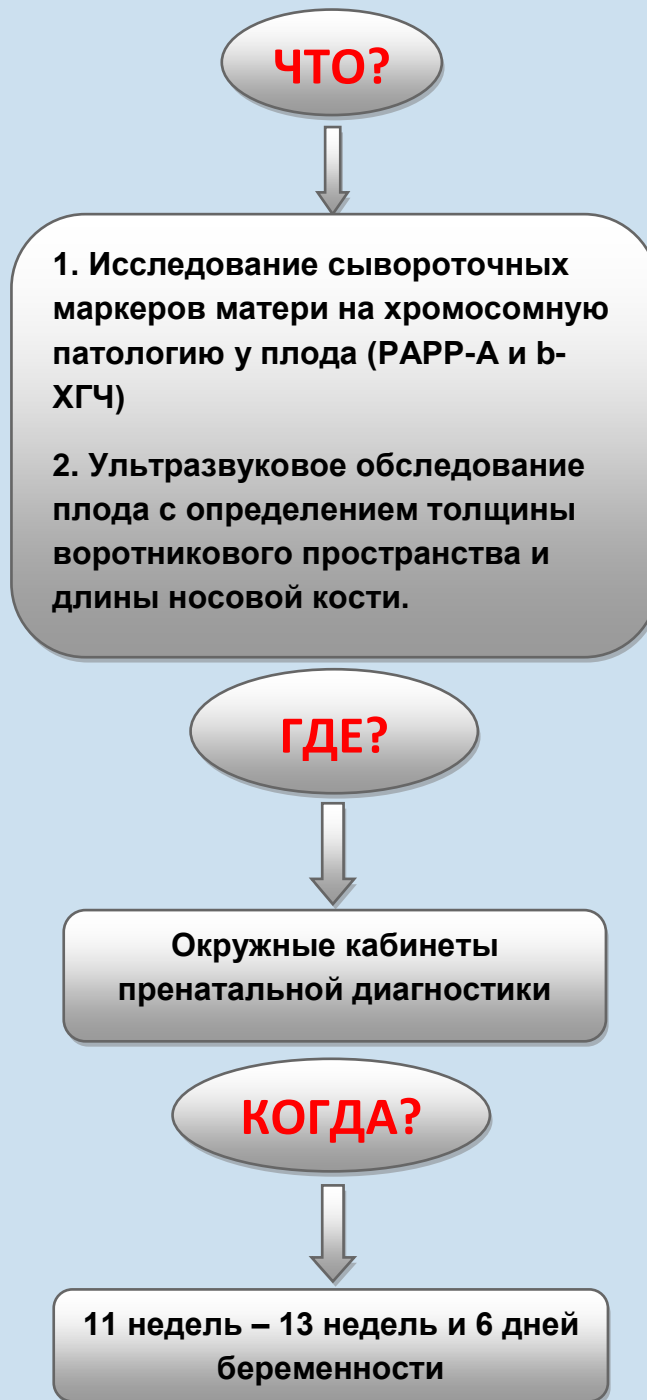 ЧТО?
1. Исследование сывороточных
маркеров матери на хромосомную
патологию у плода (РАРР-А и b-
ХГЧ)
2. Ультразвуковое обследование
плода с определением толщины
воротникового пространства и
длины носовой кости.
ГДЕ?
Окружные кабинеты
пренатальной диагностики
КОГДА?
11 недель – 13 недель и 6 дней
беременности